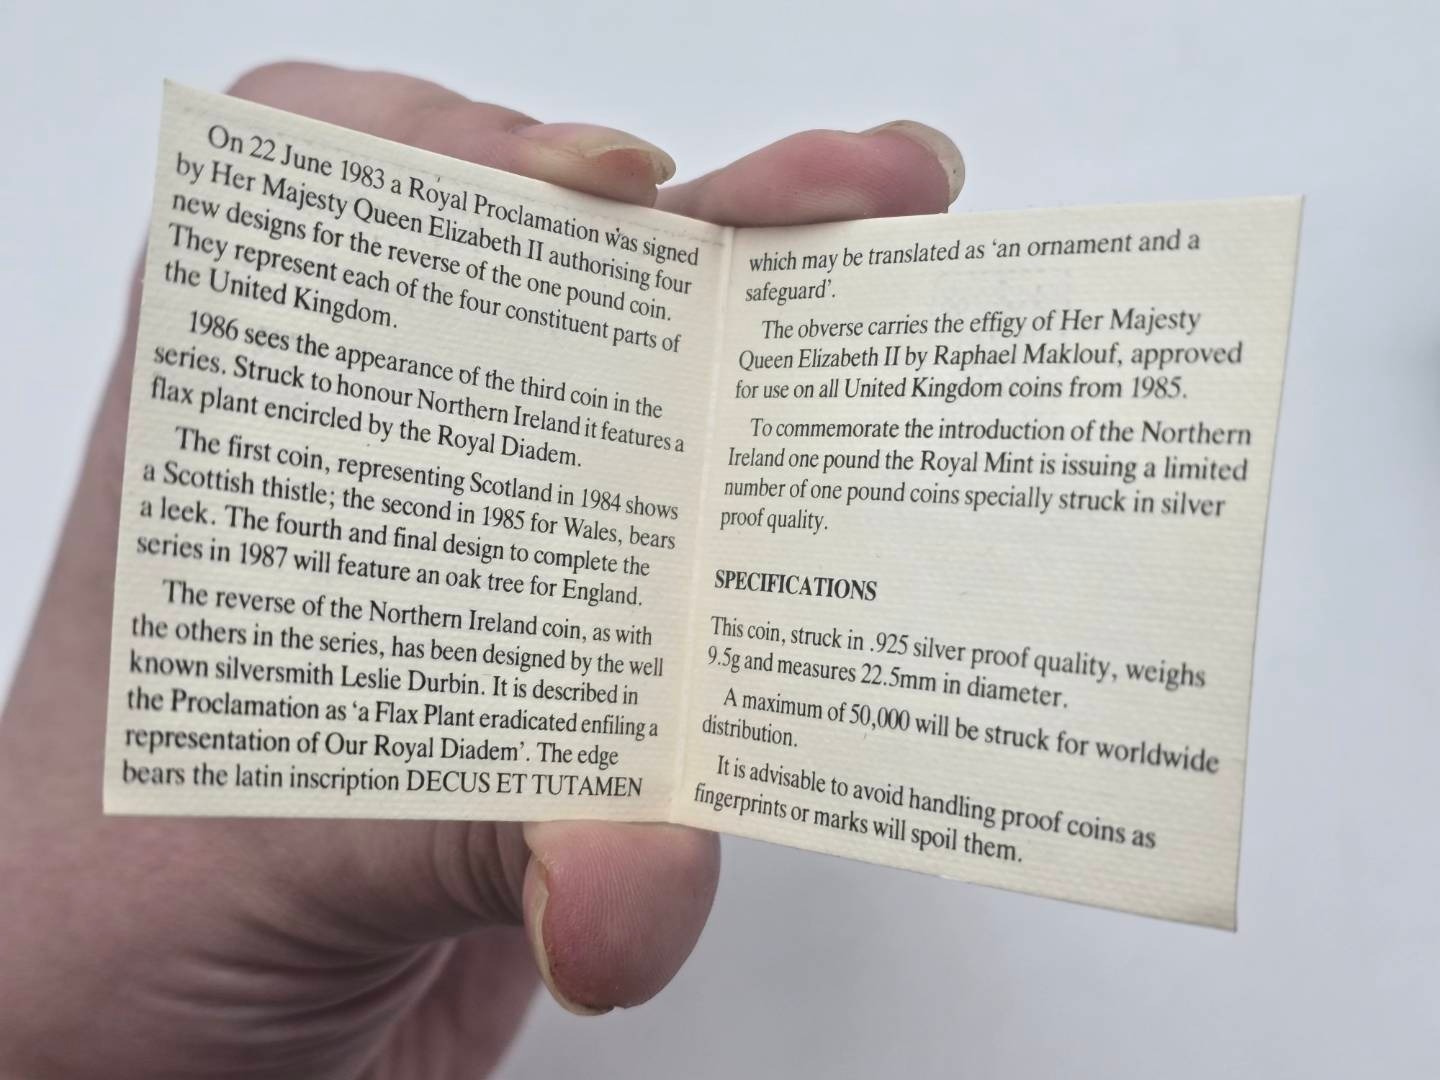 On 22 June 1983 a Royal Proclamation was signed
by Her Majesty Queen Elizabeth II authorising four
new designs for the reverse of the one pound coin.
They represent each of the four constituent parts of
the United Kingdom.
1986 sees the appearance of the third coin in the
series. Struck to honour Northern Ireland it features a
flax plant encircled by the Royal Diadem.
The first coin, representing Scotland in 1984 shows
a Scottish thistle; the second in 1985 for Wales, bears
a leek. The fourth and final design to complete the
series in 1987 will feature an oak tree for England.
The reverse of the Northern Ireland coin, as with
the others in the series, has been designed by the well
known silversmith Leslie Durbin. It is described in
the Proclamation as ‘a Flax Plant eradicated enfiling a
representation of Our Royal Diadem’. The edge
bears the latin inscription DECUS ET TUTAMEN
which may be translated as ‘an ornament and a
safeguard’.
The obverse carries the effigy of Her Majesty
Queen Elizabeth II by Raphael Maklouf, approved
for use on all United Kingdom coins from 1985.
To commemorate the introduction of the Northern
Ireland one pound the Royal Mint is issuing a limited
number of one pound coins specially struck in silver
proof quality.
SPECIFICATIONS
This coin, struck in .925 silver proof quality, weighs
9.5g and measures 22.5mm in diameter.
A maximum of 50,000 will be struck for worldwide
distribution.
It is advisable to avoid handling proof coins as
fingerprints or marks will spoil them.